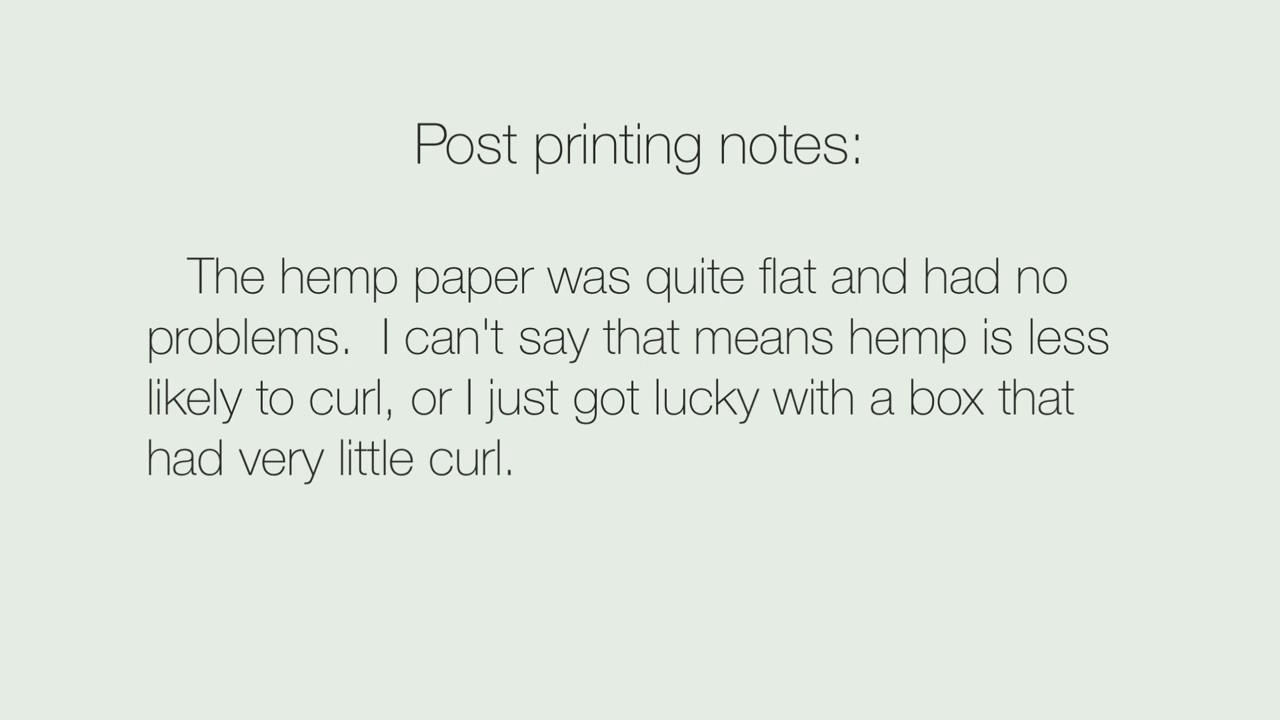 Post printing notes:
The hemp paper was quite flat and had no
problems.  I can't say that means hemp is less
likely to curl, or I just got lucky with a box that
had very little curl.